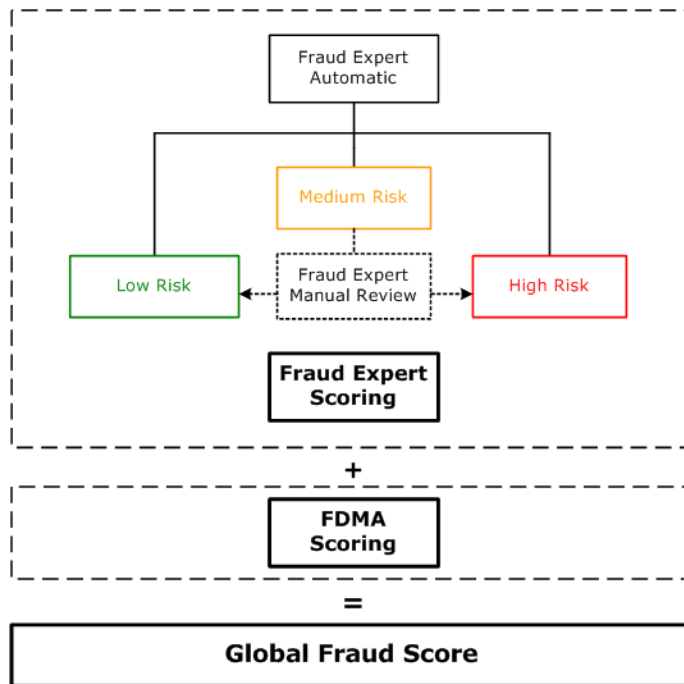 Fraud Expert
Automatic
Medium Risk
Low Risk
Fraud Expert
Manual Review
High Risk
Fraud Expert
Scoring
+
FDMA
Scoring
=
Global Fraud Score